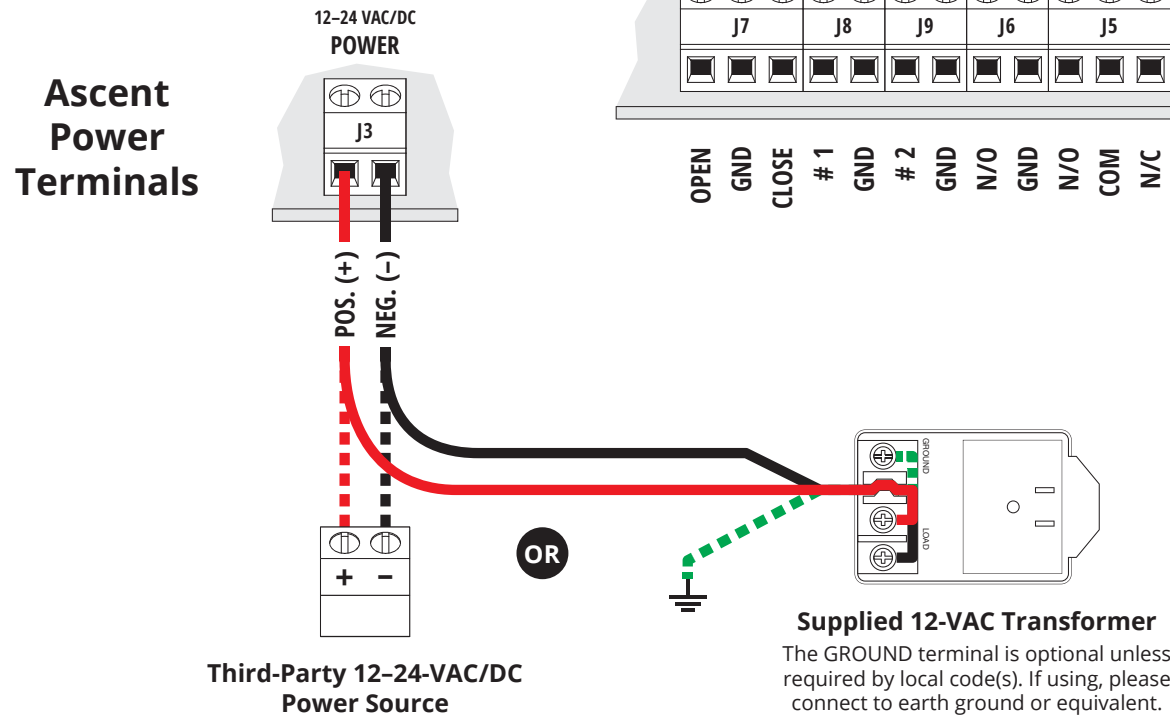 12–24 VAC/DC
POWER
Ascent
Power
Terminals
J3
POS. (+)
NEG. (–)
J7 J8 J9 J6 J5
OPEN GND CLOSE # 1 GND # 2 GND N/O GND N/O COM N/C
OR
+ –
GROUND
LOAD
Third-Party 12–24-VAC/DC
Power Source
Supplied 12-VAC Transformer
The GROUND terminal is optional unless
required by local code(s). If using, please
connect to earth ground or equivalent.